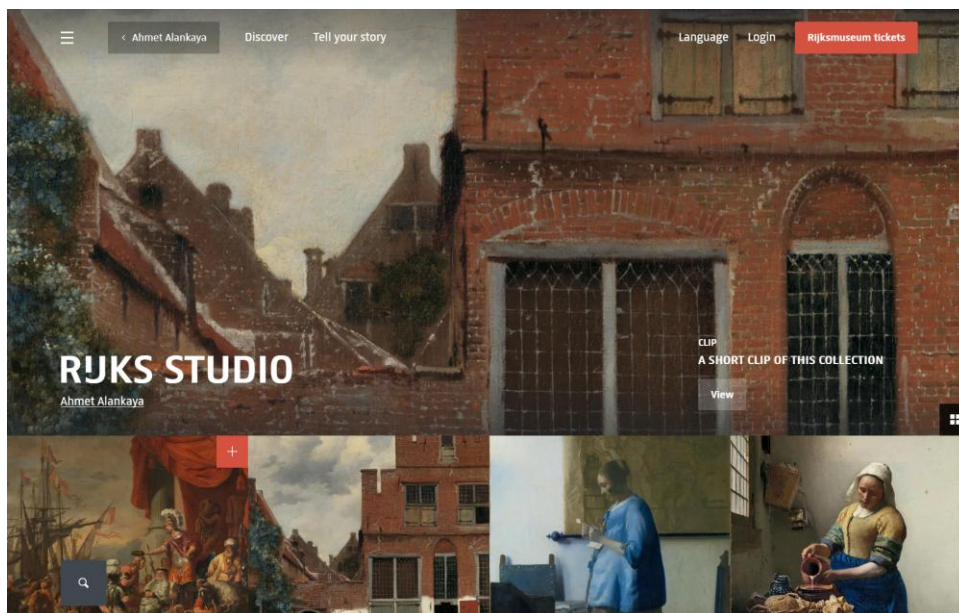 ‹ Ahmet Alankaya
Discover
Tell your story
Language
Login
Rijksmuseum tickets
CLIP
A SHORT CLIP OF THIS COLLECTION
View
RIJKS STUDIO
Ahmet Alankaya